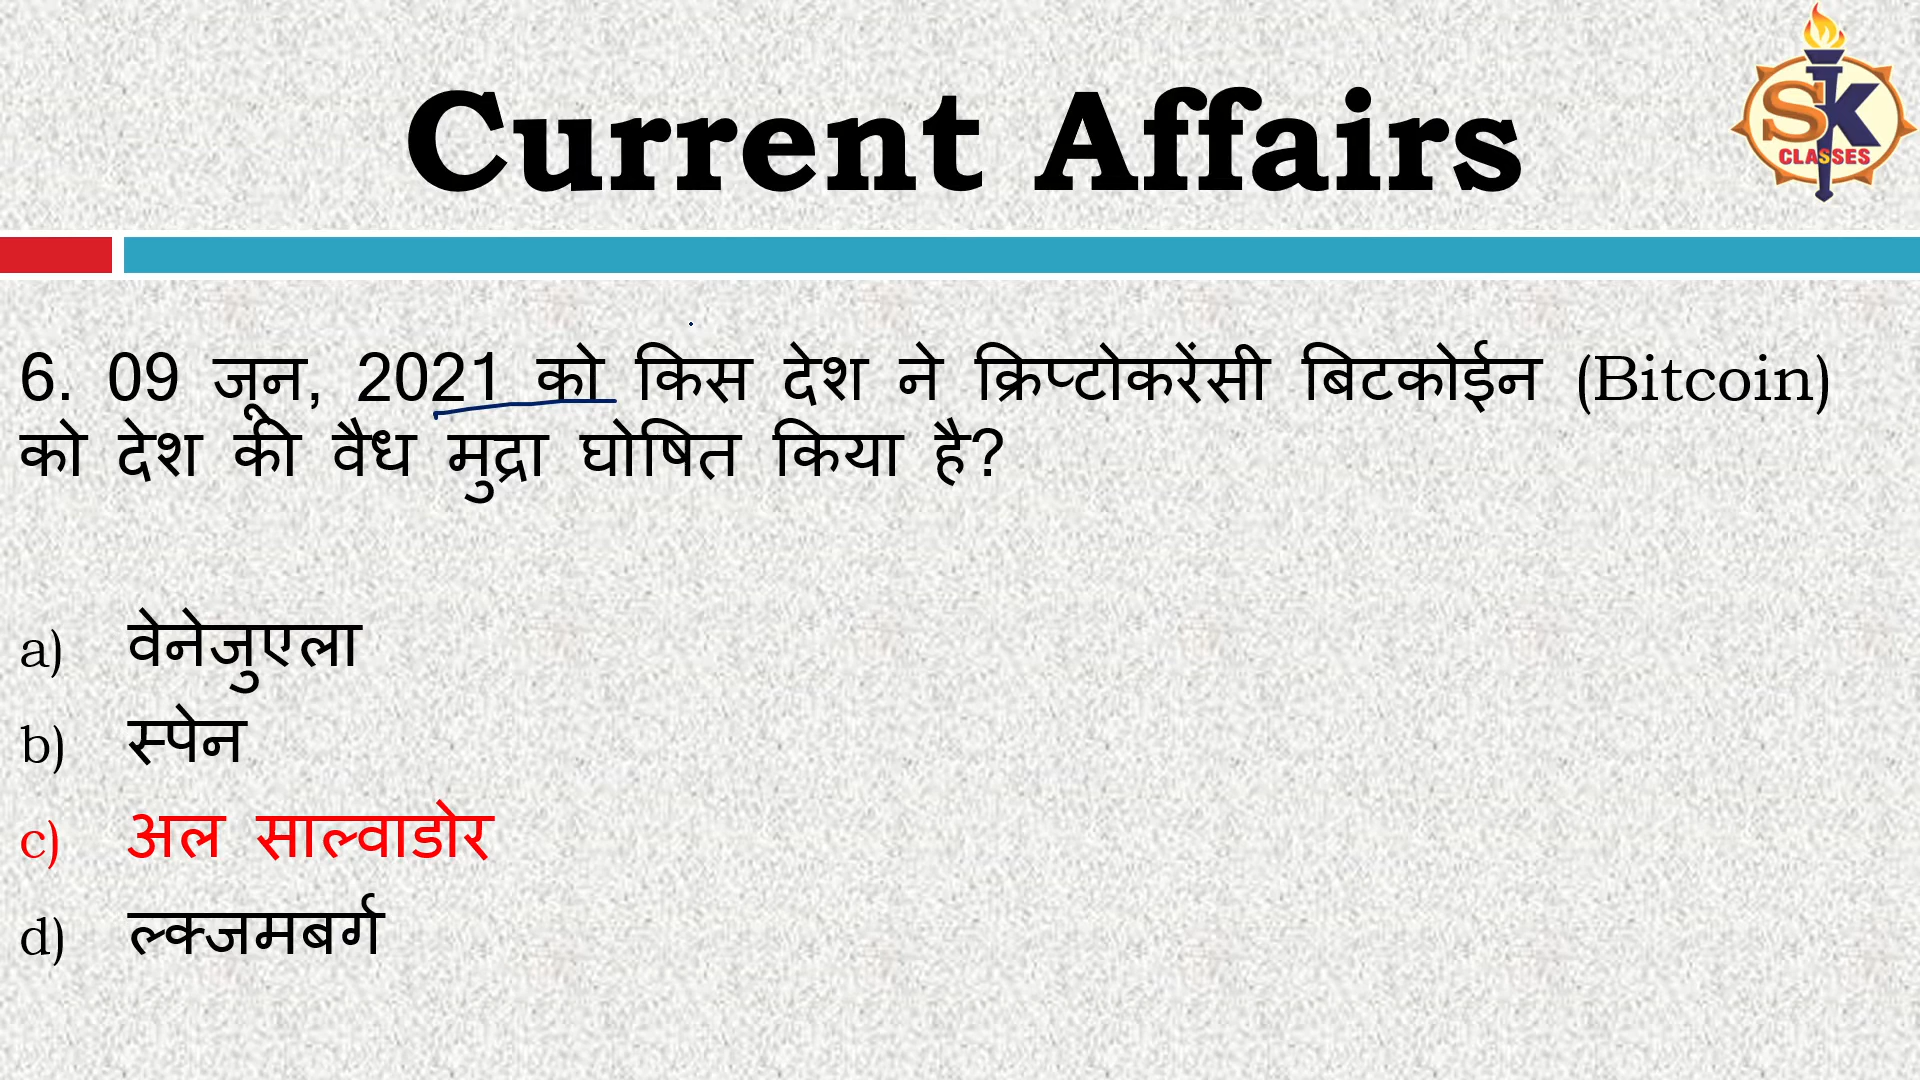 Current Affairs
SK
CLASSES
6. 09 जून, 2021 को किस देश ने क्रिप्टोकरेंसी बिटकोईन (Bitcoin)
को देश की वैध मुद्रा घोषित किया है?
a) वेनेजुएला
b) स्पेन
c) अल साल्वाडोर
d) ल्क्जमबर्ग